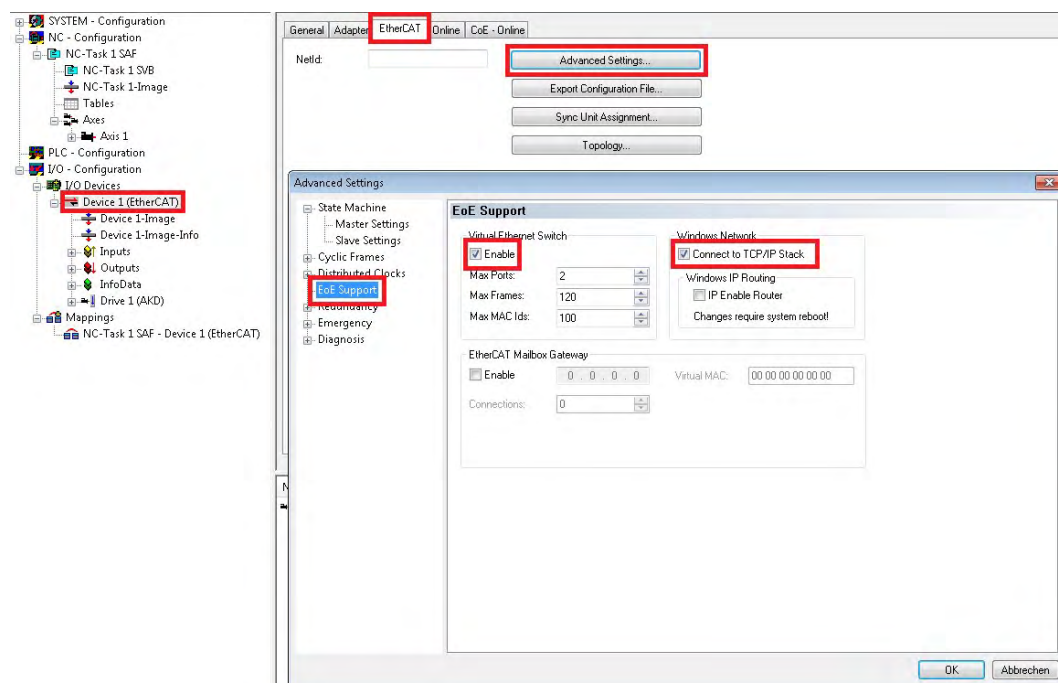 SYSTEM - Configuration
NC - Configuration
NC-Task 1 SAF
NC-Task 1 SVB
NC-Task 1-Image
Tables
Axes
Axis 1
PLC - Configuration
I/O - Configuration
I/O Devices
Device 1 (EtherCAT)
Device 1-Image
Device 1-Image-Info
Inputs
Outputs
InfoData
Drive 1 (AKD)
Mappings
NC-Task 1 SAF - Device 1 (EtherCAT)
General Adapter EtherCAT Online CoE - Online
NetId:
Advanced Settings...
Export Configuration File...
Sync Unit Assignment...
Topology...
Advanced Settings
State Machine
Master Settings
Slave Settings
Cyclic Frames
Distributed Clocks
EoE Support
Redundancy
Emergency
Diagnosis
EoE Support
Virtual Ethernet Switch
Enable
Max Ports: 2
Max Frames: 120
Max MAC Ids: 100
Windows Network
Connect to TCP/IP Stack
Windows IP Routing
IP Enable Router
Changes require system reboot!
EtherCAT Mailbox Gateway
Enable 0 . 0 . 0 . 0 Virtual MAC: 00 00 00 00 00 00
Connections: 0
N
OK Abbrechen